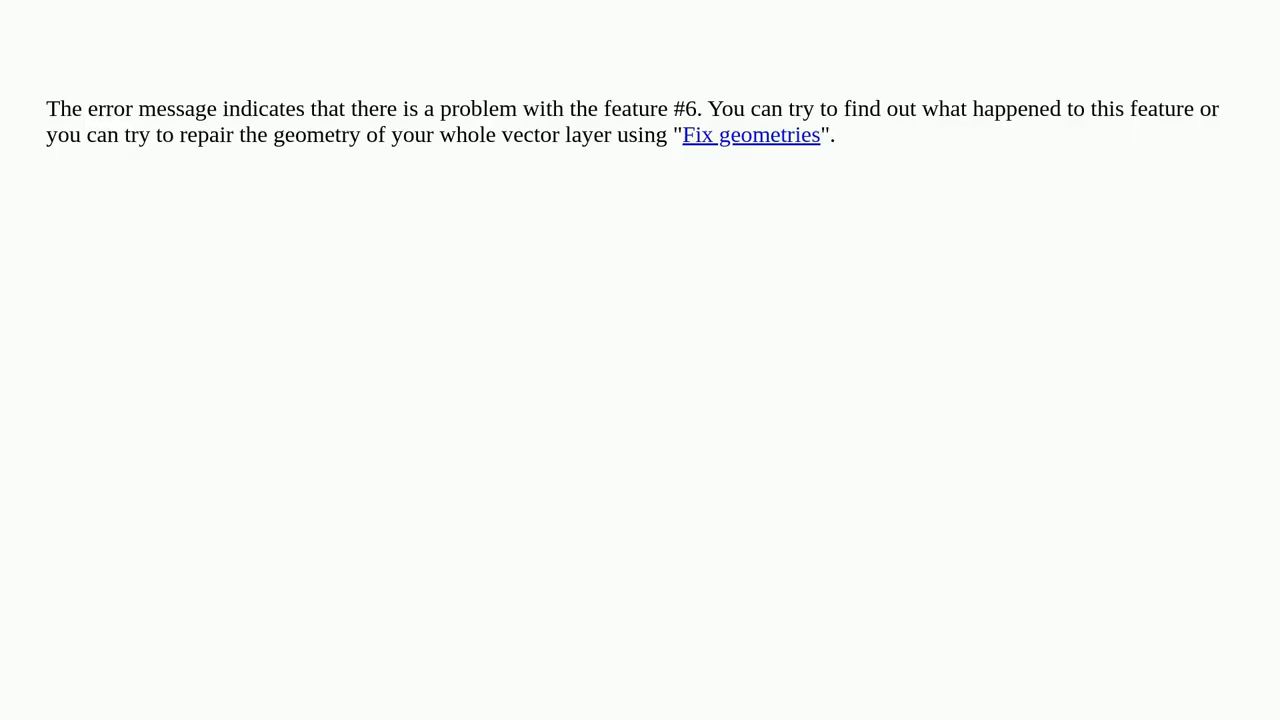 The error message indicates that there is a problem with the feature #6. You can try to find out what happened to this feature or
you can try to repair the geometry of your whole vector layer using "Fix geometries".